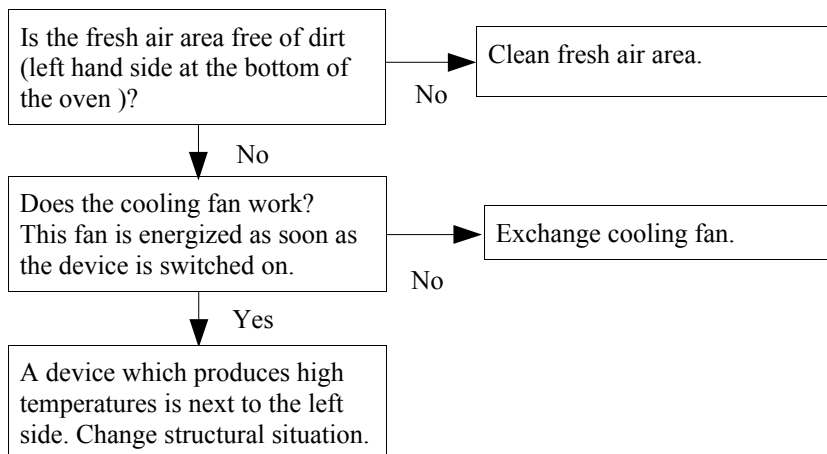 Is the fresh air area free of dirt
(left hand side at the bottom of
the oven )?
Clean fresh air area.
No
No
Does the cooling fan work?
This fan is energized as soon as
the device is switched on.
Exchange cooling fan.
No
Yes
A device which produces high
temperatures is next to the left
side. Change structural situation.